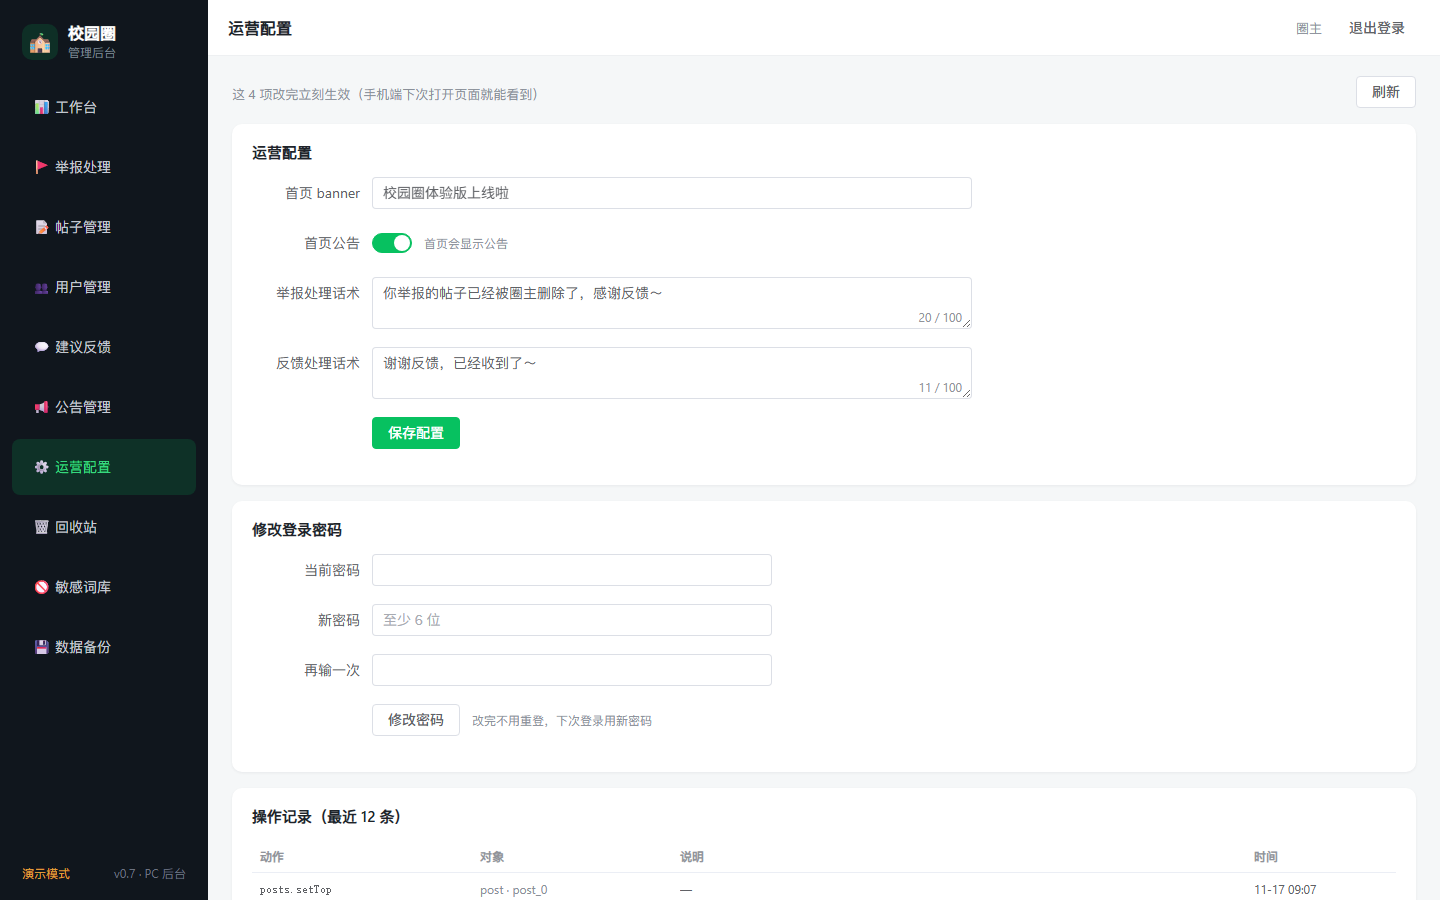 校园圈
管理后台
工作台
举报处理
帖子管理
用户管理
建议反馈
公告管理
运营配置
回收站
敏感词库
数据备份
演示模式
v0.7 · PC 后台
运营配置
圈主
退出登录
这 4 项改完立刻生效（手机端下次打开页面就能看到）
刷新
运营配置
首页 banner
校园圈体验版上线啦
首页公告
首页会显示公告
举报处理话术
你举报的帖子已经被圈主删除了，感谢反馈～
20 / 100
反馈处理话术
谢谢反馈，已经收到了～
11 / 100
保存配置
修改登录密码
当前密码
新密码
至少 6 位
再输一次
修改密码
改完不用重登，下次登录用新密码
操作记录（最近 12 条）
动作 对象 说明 时间
posts.setTop post · post_0 — 11-17 09:07